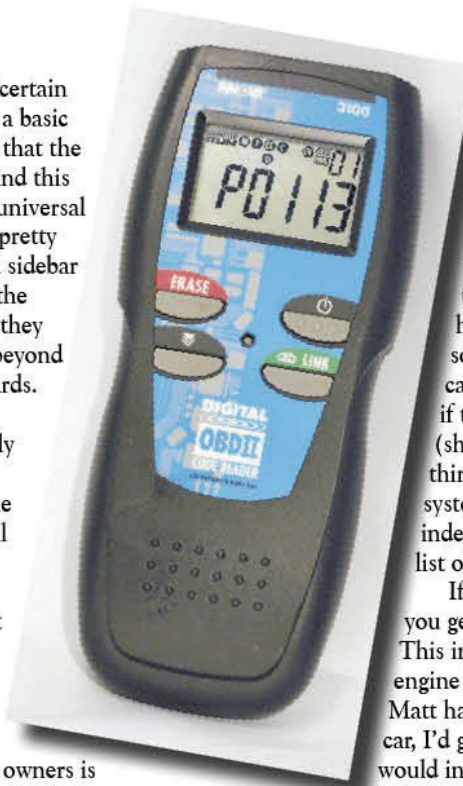 certain
a basic
that the
nd this
universal
pretty
sidebar
the
they
beyond
rds.
ly
e
l
t
owners is
3100
01
P0113
ERASE
LINK
DIGITAL
OBDII
CODE READER
h
so
ca
if t
(sh
thir
syste
inde
list o
If
you ge
This in
engine
Matt ha
car, I'd g
would in